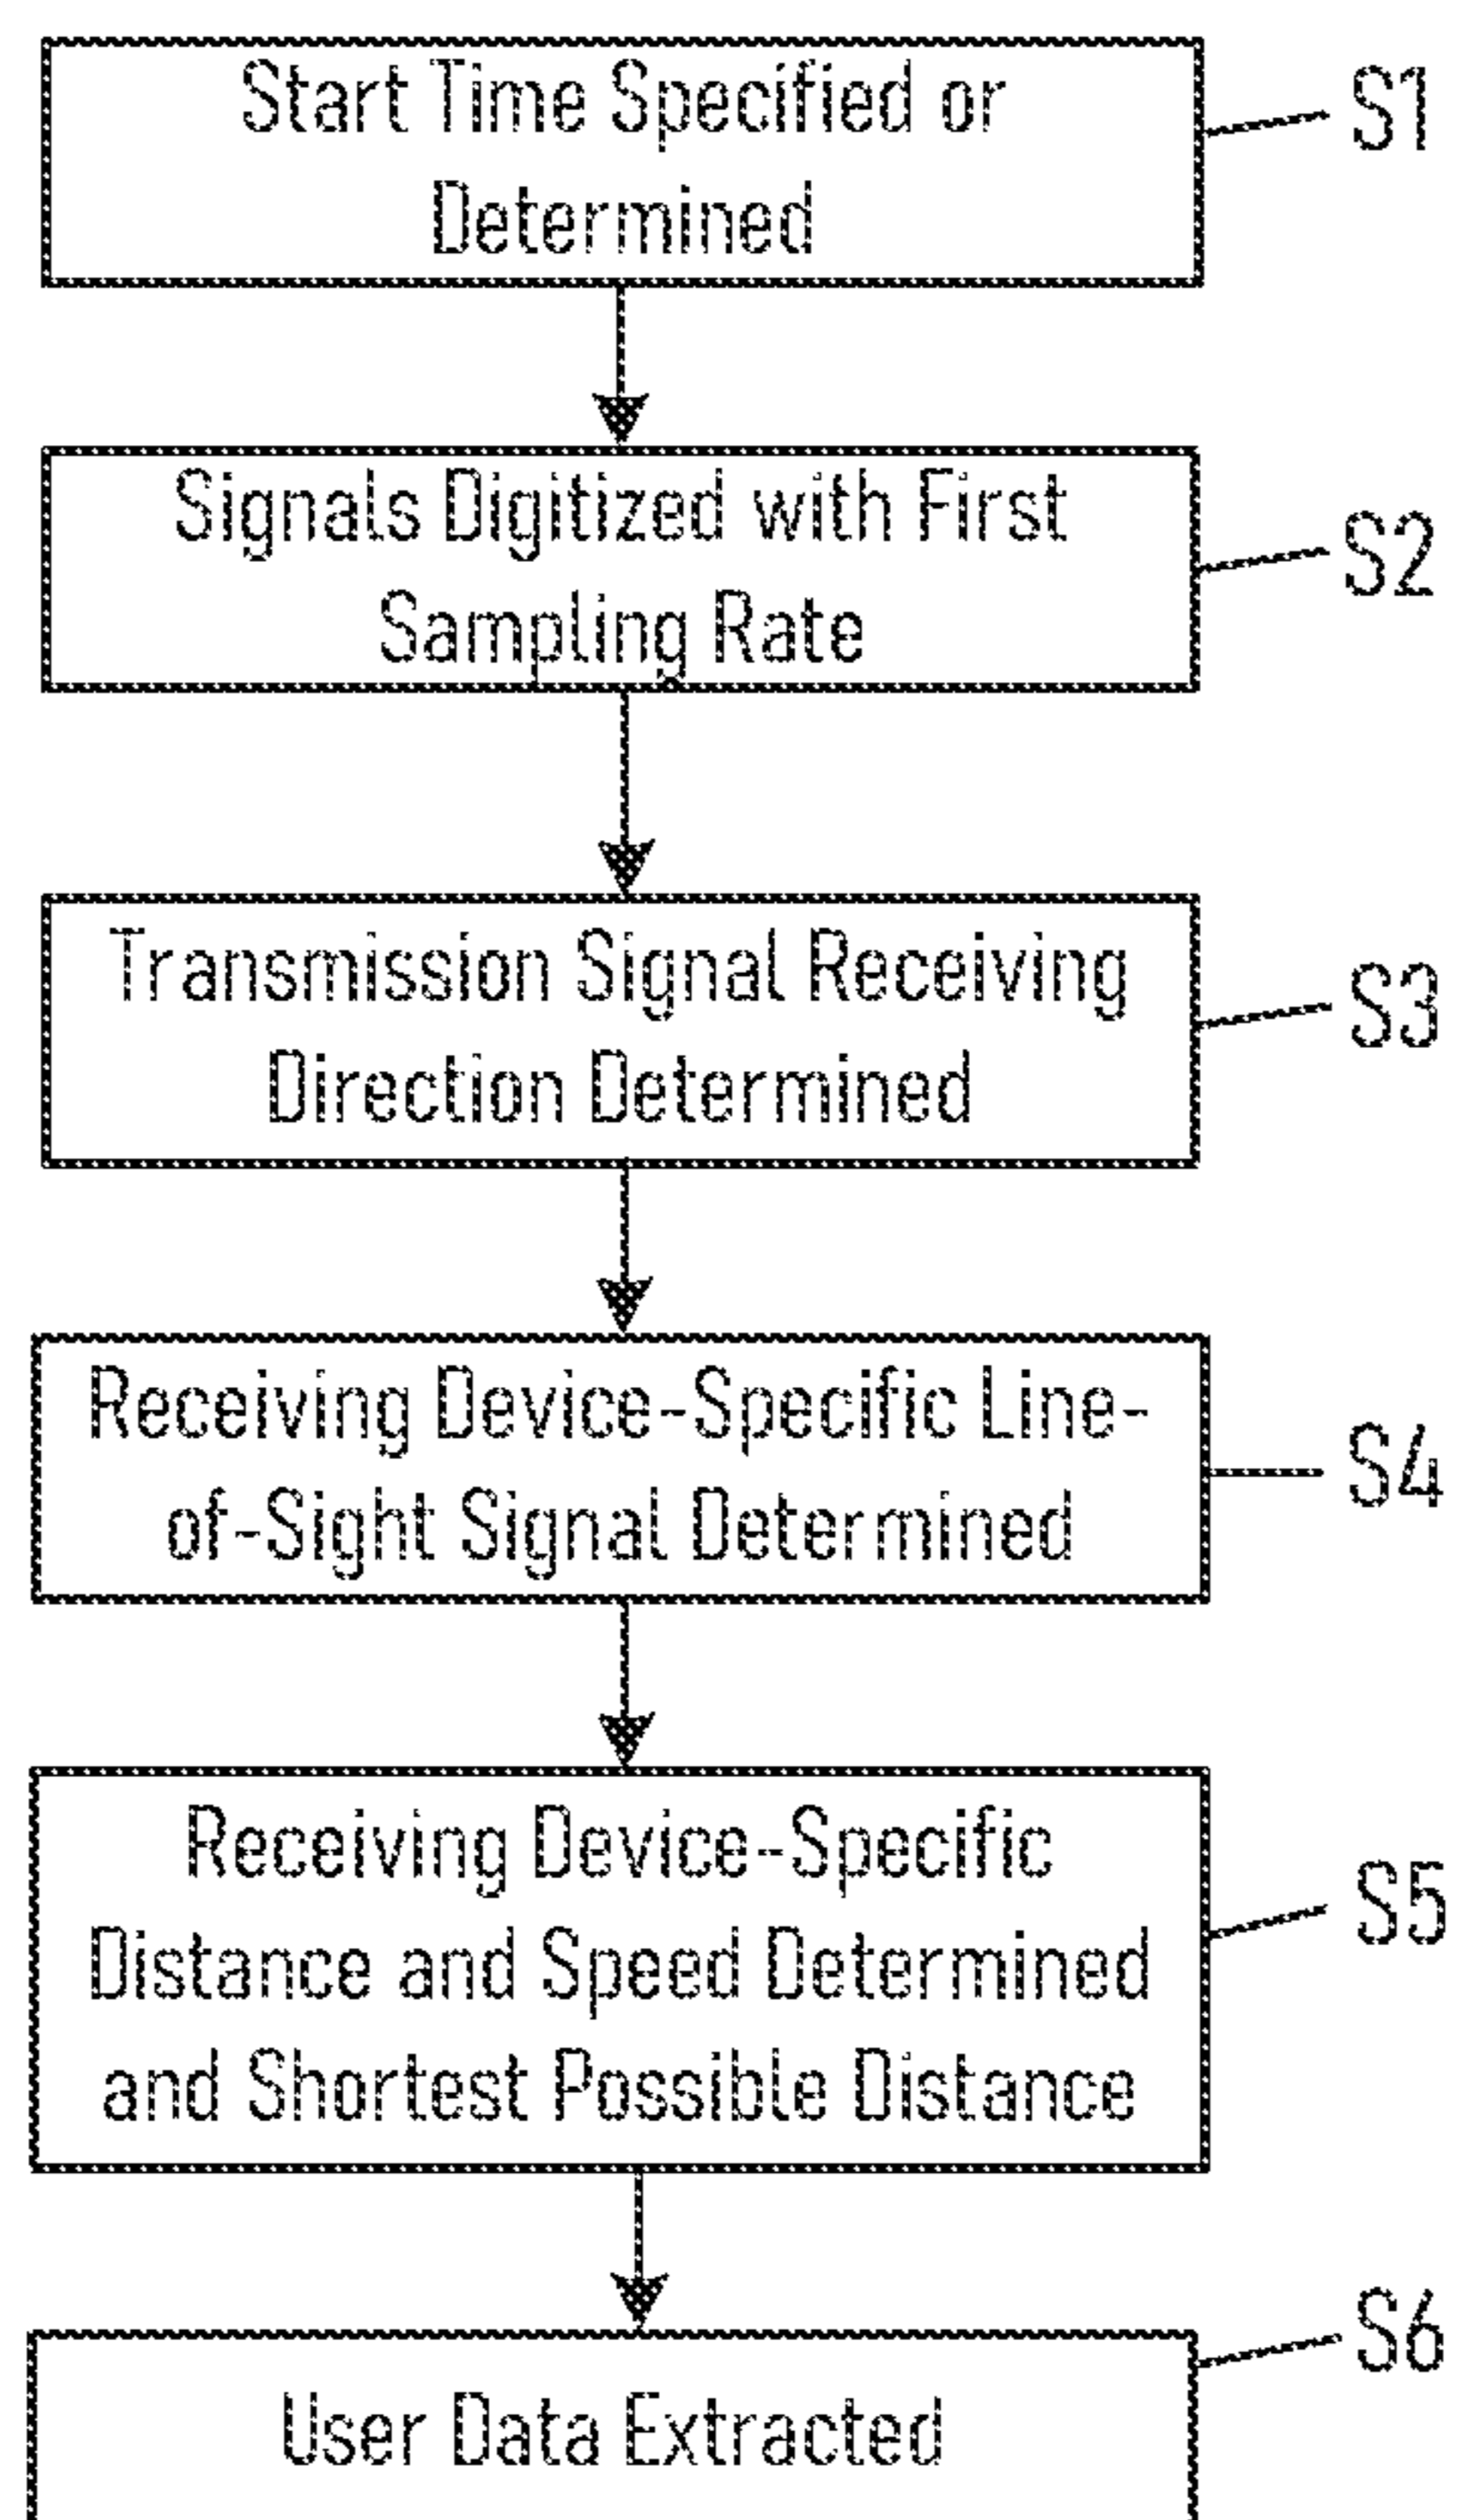 Start Time Specified or
Determined
S1
Signals Digitized with First
Sampling Rate
S2
Transmission Signal Receiving
Direction Determined
S3
Receiving Device-Specific Line-
of-Sight Signal Determined
S4
Receiving Device-Specific
Distance and Speed Determined
and Shortest Possible Distance
S5
User Data Extracted
S6